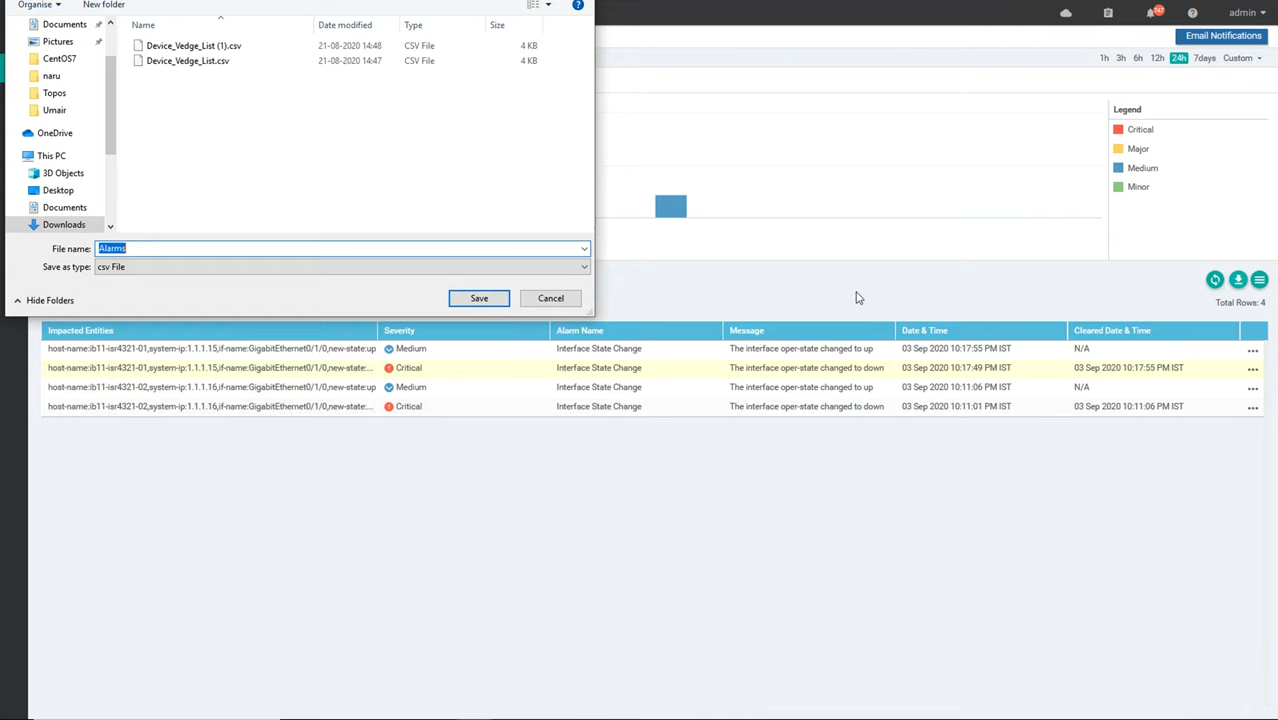 Organise New folder
admin
Email Notifications
1h 3h 6h 12h 24h 7days Custom
Documents
Pictures
CentOS7
naru
Topos
Umair
OneDrive
This PC
3D Objects
Desktop
Documents
Downloads
Name Date modified Type Size
Device_Vedge_List (1).csv 21-08-2020 14:48 CSV File 4 KB
Device_Vedge_List.csv 21-08-2020 14:47 CSV File 4 KB
File name: Alarms
Save as type: csv File
Hide Folders Save Cancel
Legend
Critical
Major
Medium
Minor
Total Rows: 4
Impacted Entities Severity Alarm Name Message Date & Time Cleared Date & Time
host-name:ib11-isr4321-01,system-ip:1.1.1.15,if-name:GigabitEthernet0/1/0,new-state:up Medium Interface State Change The interface oper-state changed to up 03 Sep 2020 10:17:55 PM IST N/A ...
host-name:ib11-isr4321-01,system-ip:1.1.1.15,if-name:GigabitEthernet0/1/0,new-state:... Critical Interface State Change The interface oper-state changed to down 03 Sep 2020 10:17:49 PM IST 03 Sep 2020 10:17:55 PM IST ...
host-name:ib11-isr4321-02,system-ip:1.1.1.16,if-name:GigabitEthernet0/1/0,new-state:up Medium Interface State Change The interface oper-state changed to up 03 Sep 2020 10:11:06 PM IST N/A ...
host-name:ib11-isr4321-02,system-ip:1.1.1.16,if-name:GigabitEthernet0/1/0,new-state:... Critical Interface State Change The interface oper-state changed to down 03 Sep 2020 10:11:01 PM IST 03 Sep 2020 10:11:06 PM IST ...